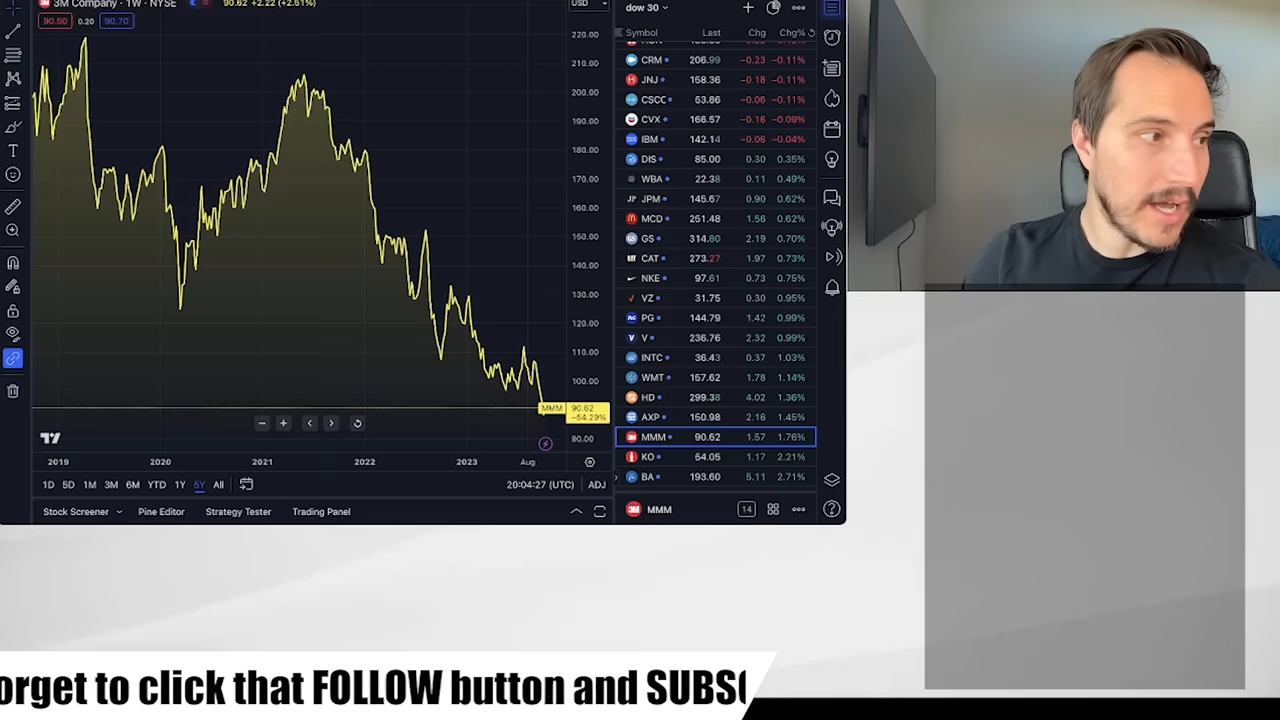 3M Company · 1W · NYSE 90.62 +2.22 (+2.51%)
90.50 0.20 90.70
USD
220.00
210.00
200.00
190.00
180.00
170.00
160.00
150.00
140.00
130.00
120.00
110.00
100.00
MMM 90.62
−54.29%
80.00
2019 2020 2021 2022 2023 Aug
1D 5D 1M 3M 6M YTD 1Y 5Y All 20:04:27 (UTC) ADJ
Stock Screener Pine Editor Strategy Tester Trading Panel
dow 30
Symbol Last Chg Chg%
CRM 206.99 −0.23 −0.11%
JNJ 158.36 −0.18 −0.11%
CSCO 53.86 −0.06 −0.11%
CVX 166.57 −0.16 −0.09%
IBM 142.14 −0.06 −0.04%
DIS 85.00 0.30 0.35%
WBA 22.38 0.11 0.49%
JPM 145.67 0.90 0.62%
MCD 251.48 1.56 0.62%
GS 314.80 2.19 0.70%
CAT 273.27 1.97 0.73%
NKE 97.61 0.73 0.75%
VZ 31.75 0.30 0.95%
PG 144.79 1.42 0.99%
V 236.76 2.32 0.99%
INTC 36.43 0.37 1.03%
WMT 157.62 1.78 1.14%
HD 299.38 4.02 1.36%
AXP 150.98 2.16 1.45%
MMM 90.62 1.57 1.76%
KO 54.05 1.17 2.21%
BA 193.60 5.11 2.71%
3M MMM 14
orget to click that FOLLOW button and SUBS